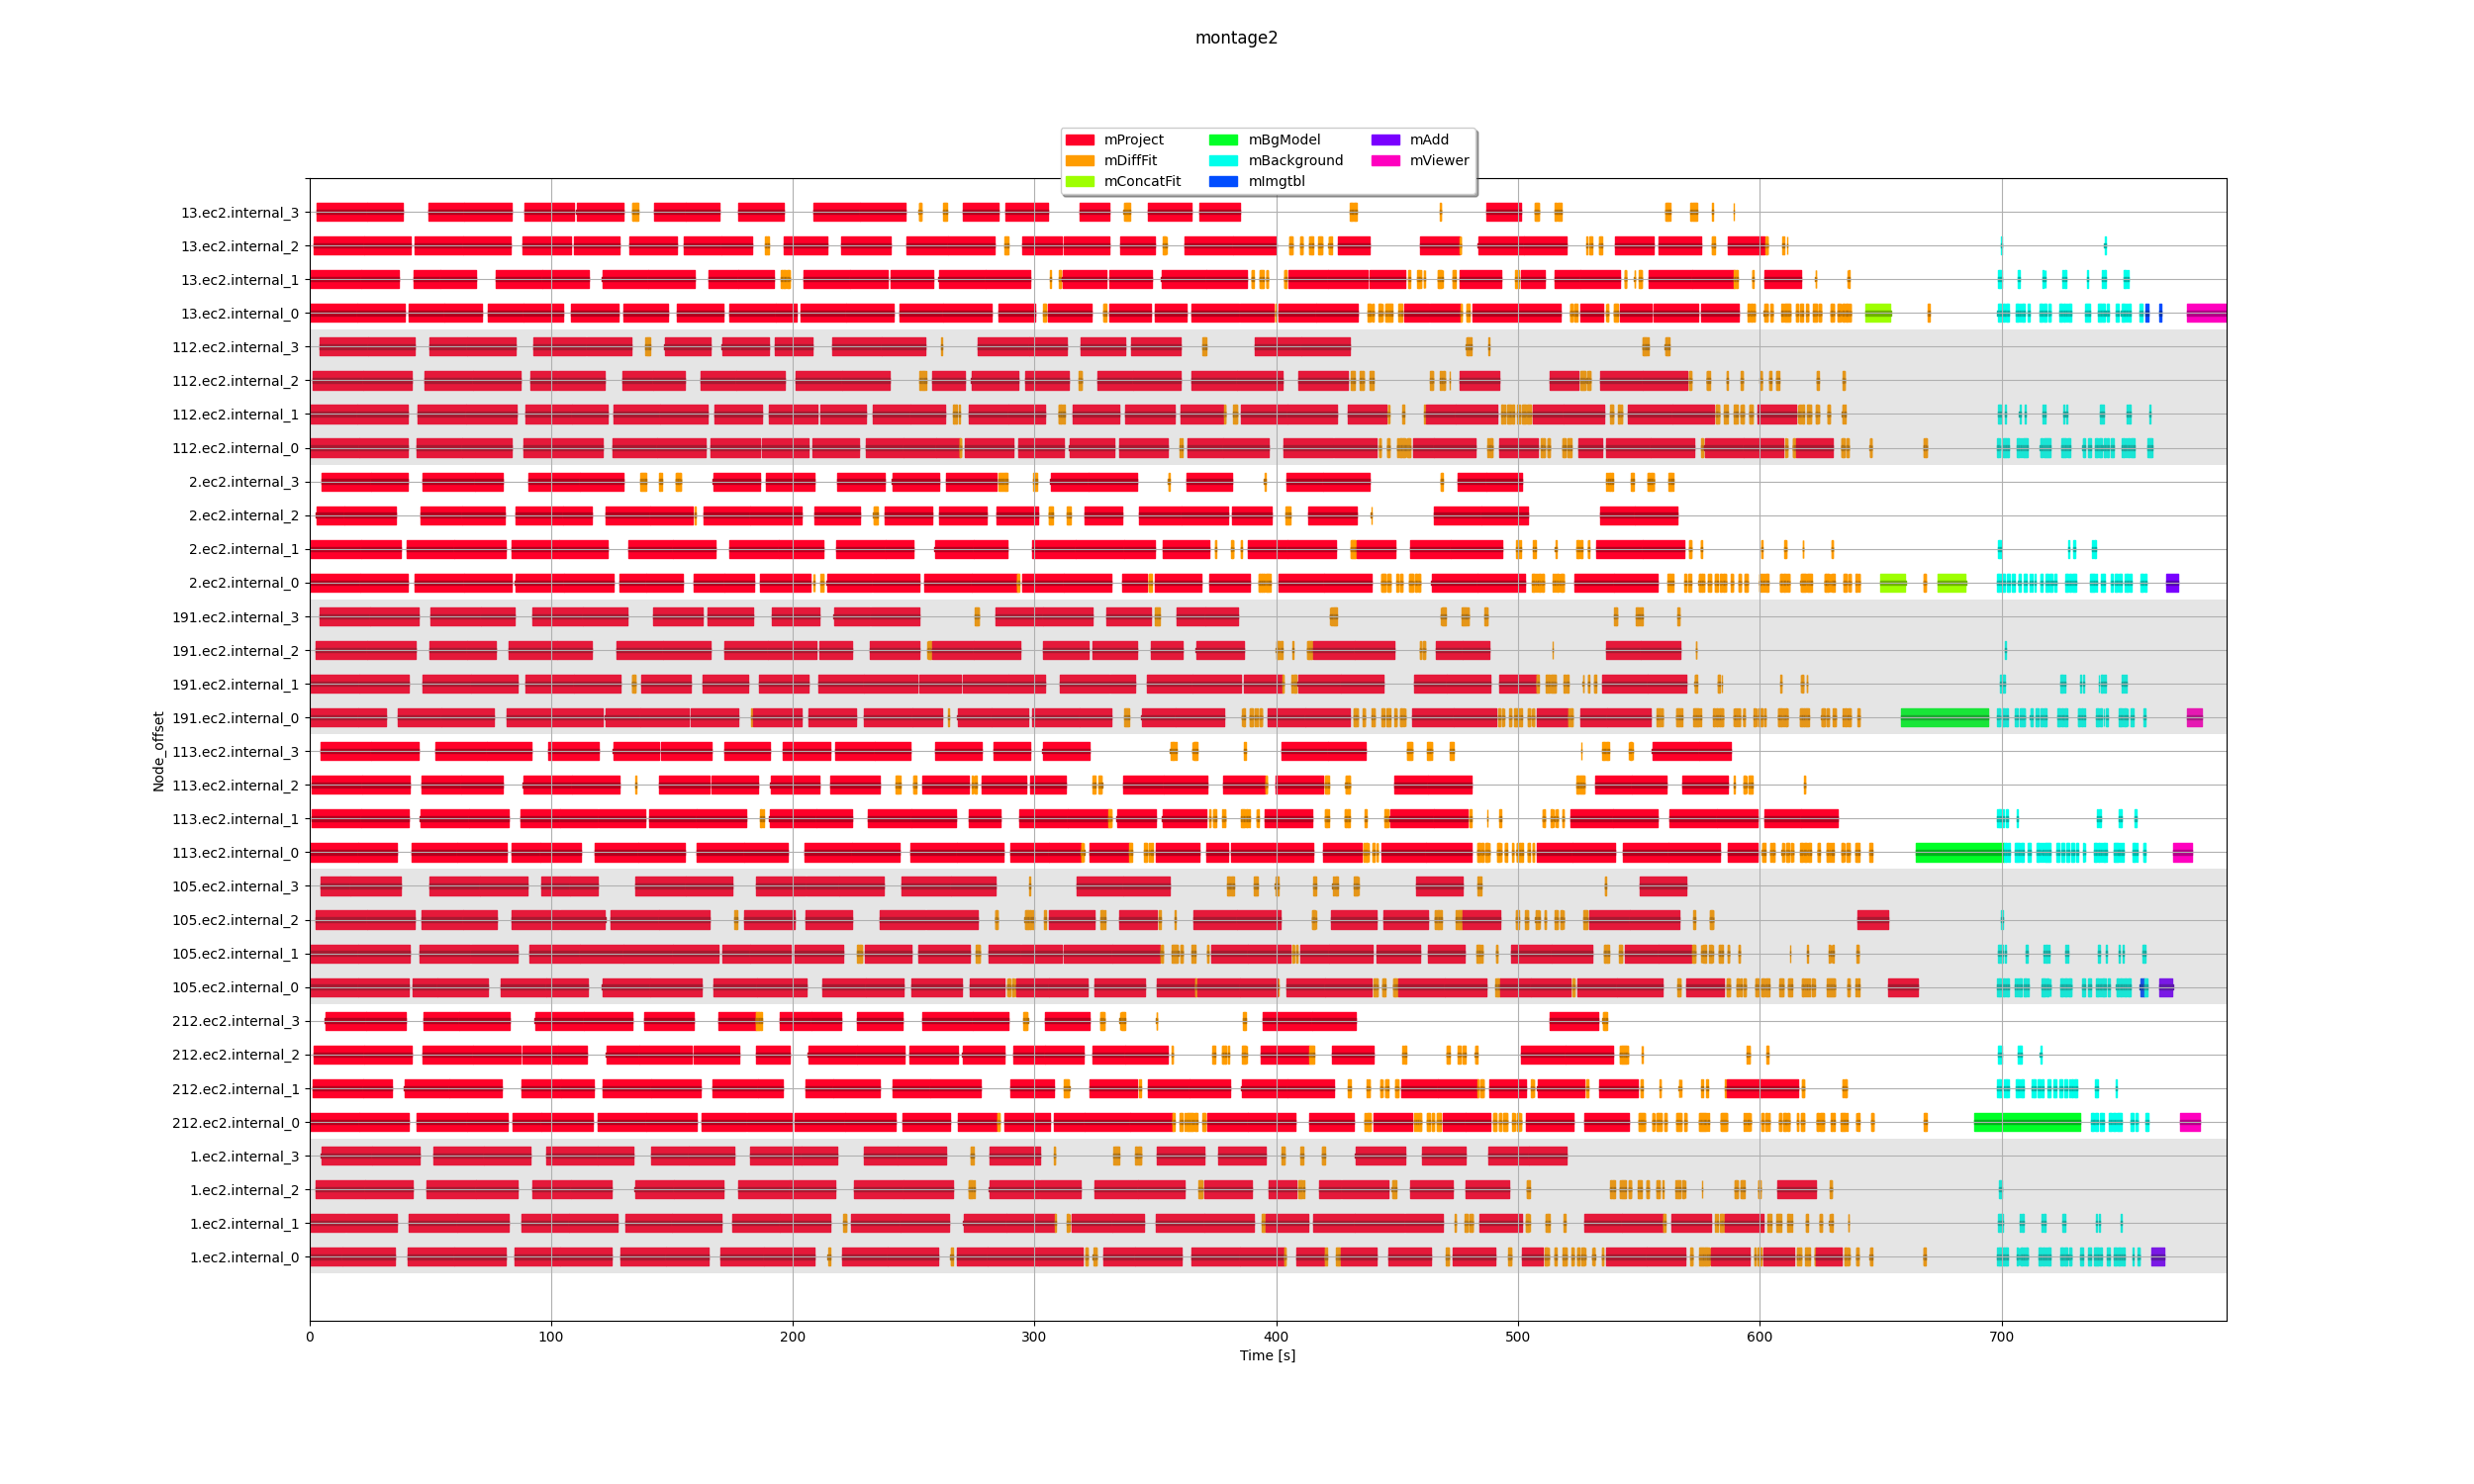 montage2
mProject mBgModel mAdd
mDiffFit mBackground mViewer
mConcatFit mImgtbl
13.ec2.internal_3
13.ec2.internal_2
13.ec2.internal_1
13.ec2.internal_0
112.ec2.internal_3
112.ec2.internal_2
112.ec2.internal_1
112.ec2.internal_0
2.ec2.internal_3
2.ec2.internal_2
2.ec2.internal_1
2.ec2.internal_0
191.ec2.internal_3
191.ec2.internal_2
191.ec2.internal_1
191.ec2.internal_0
113.ec2.internal_3
113.ec2.internal_2
113.ec2.internal_1
113.ec2.internal_0
105.ec2.internal_3
105.ec2.internal_2
105.ec2.internal_1
105.ec2.internal_0
212.ec2.internal_3
212.ec2.internal_2
212.ec2.internal_1
212.ec2.internal_0
1.ec2.internal_3
1.ec2.internal_2
1.ec2.internal_1
1.ec2.internal_0
Node_offset
0 100 200 300 400 500 600 700
Time [s]